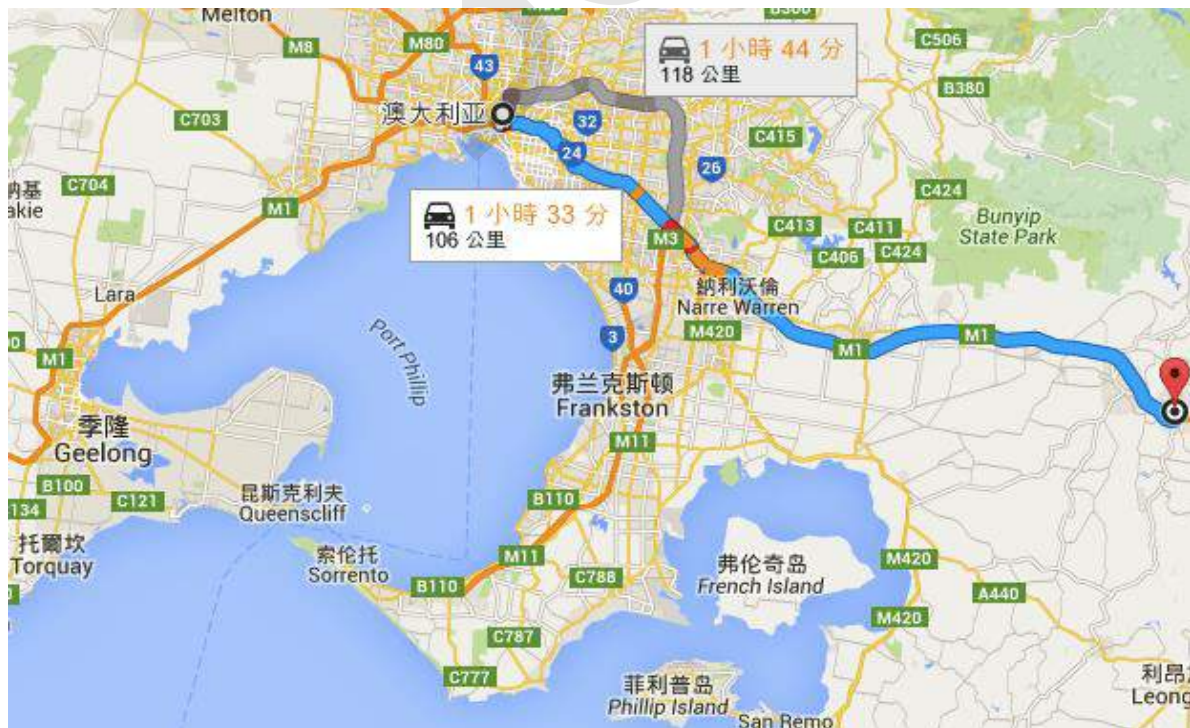 Melton
M8
M80
43
C703
澳大利亚
1 小時 44 分
118 公里
C506
B380
32
24
26
C415
C704
M1
C424
1 小時 33 分
106 公里
Bunyip
State Park
C413
C411
C406
C424
M3
Lara
40
納利沃倫
Narre Warren
M420
3
Port Phillip
M1
M1
M1
弗兰克斯顿
Frankston
季隆
Geelong
M11
B100
C121
昆斯克利夫
Queenscliff
B110
134
托爾坎
Torquay
索伦托
Sorrento
M11
B110
C788
弗伦奇岛
French Island
M420
A440
M420
C787
C777
菲利普岛
Phillip Island
San Remo
利昂
Leong